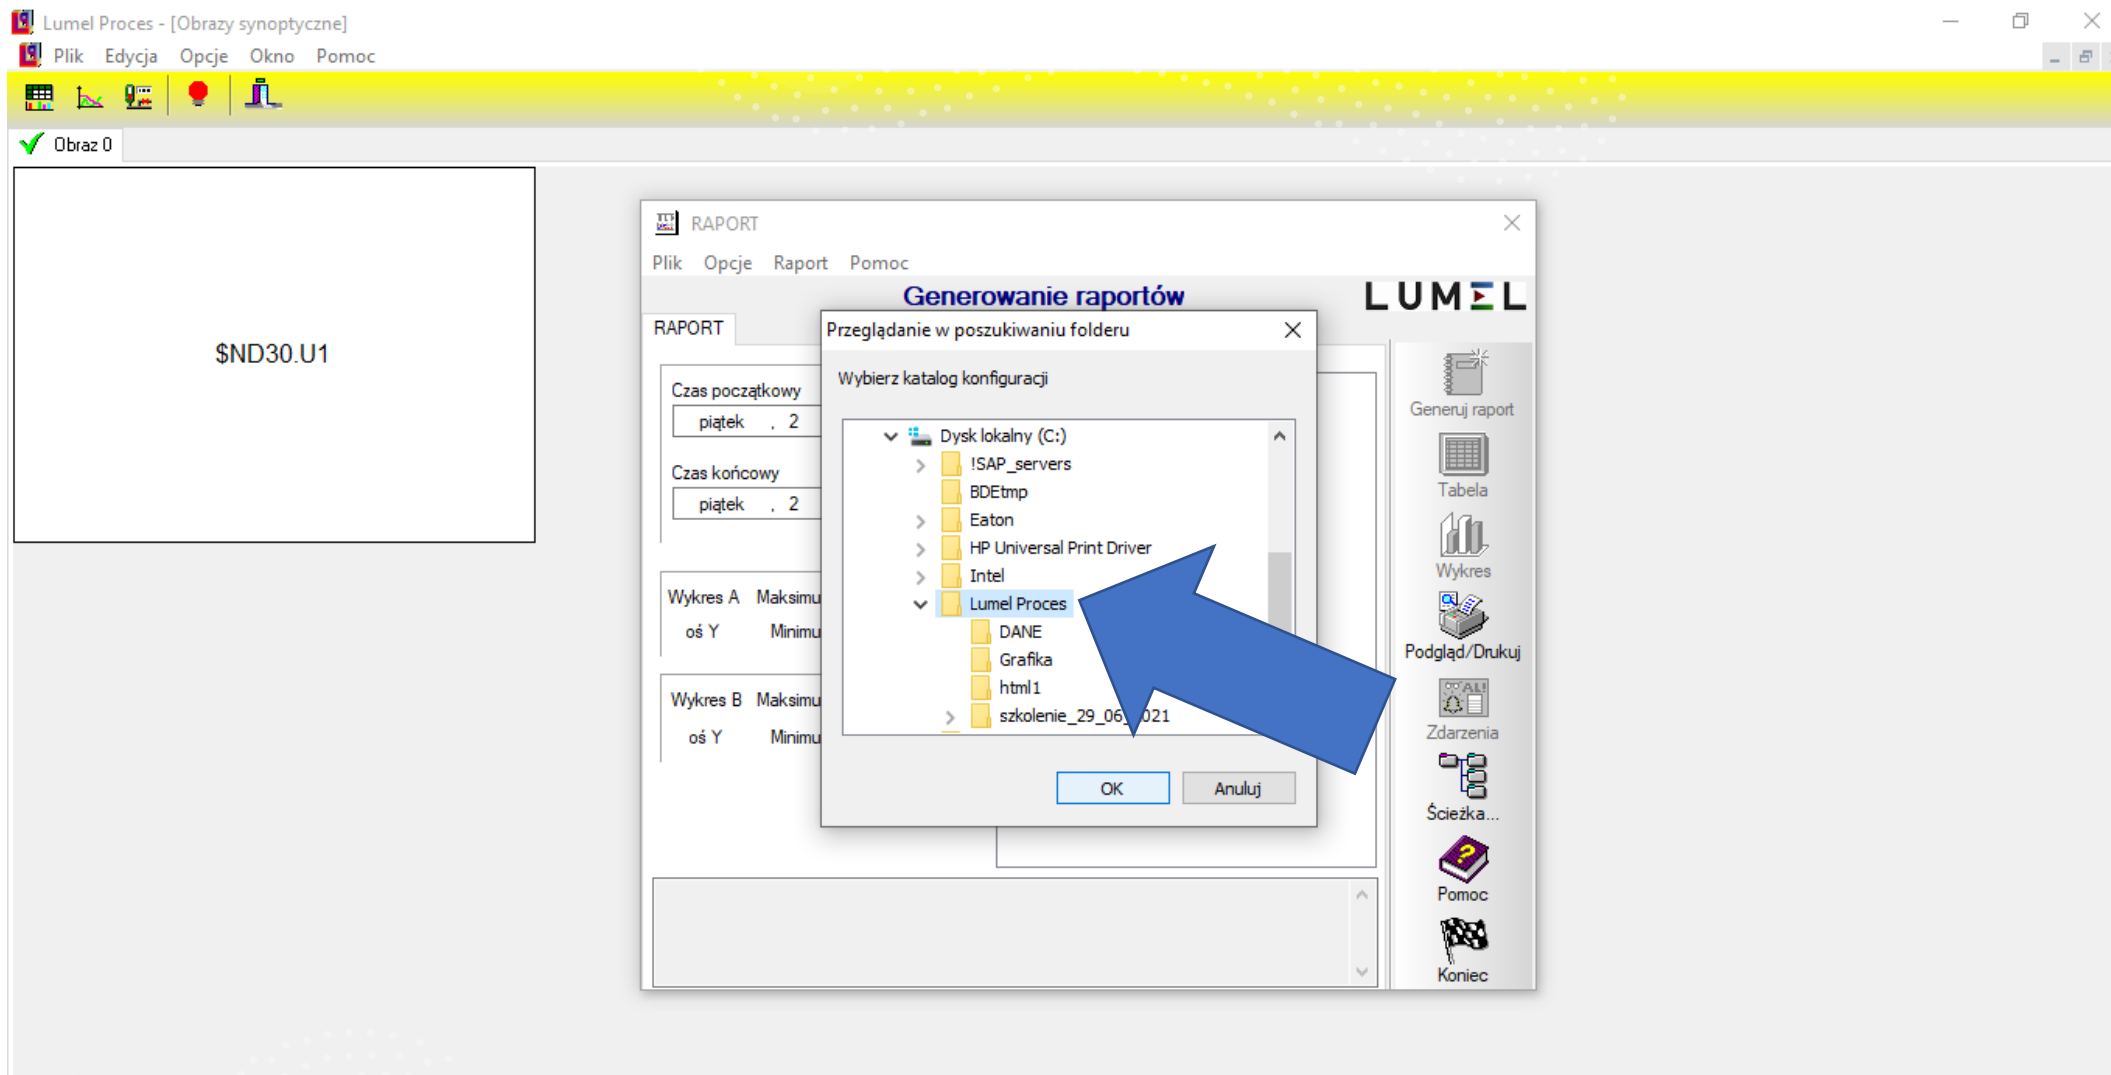 Lumel Proces - [Obrazy synoptyczne]
Plik Edycja Opcje Okno Pomoc
Obraz 0
$ND30.U1
RAPORT
Plik Opcje Raport Pomoc
Generowanie raportów
LUMEL
RAPORT
Czas początkowy
piątek , 2
Czas końcowy
piątek , 2
Wykres A Maksimu
oś Y Minimu
Wykres B Maksimu
oś Y Minimu
Przeglądanie w poszukiwaniu folderu
Wybierz katalog konfiguracji
Dysk lokalny (C:)
!SAP_servers
BDEtmp
Eaton
HP Universal Print Driver
Intel
Lumel Proces
DANE
Grafika
html1
szkolenie_29_06_2021
OK Anuluj
Generuj raport
Tabela
Wykres
Podgląd/Drukuj
AL!
Zdarzenia
Ścieżka...
Pomoc
Koniec